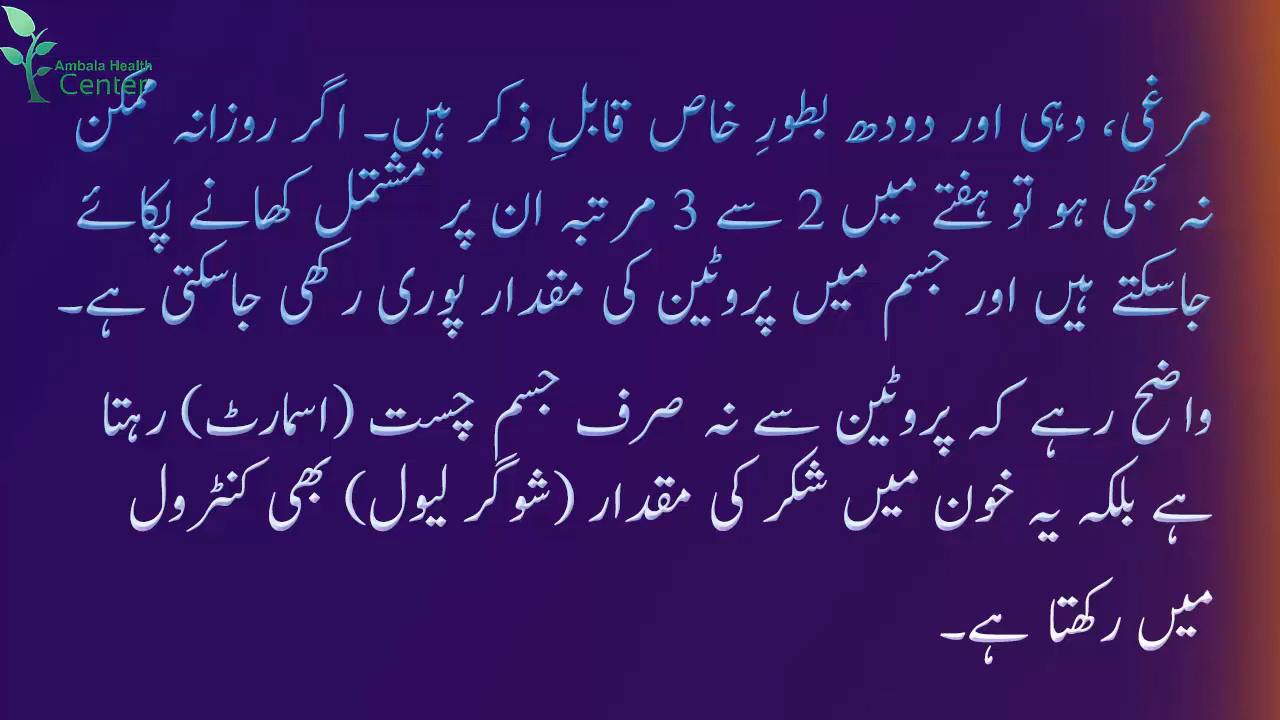 Ambala Health
Center
مرغی، دہی اور دودھ بطورِ خاص قابلِ ذکر ہیں۔ اگر روزانہ ممکن
نہ بھی ہو تو ہفتے میں 2 سے 3 مرتبہ ان پر مشتمل کھانے پکائے
جاسکتے ہیں اور جسم میں پروٹین کی مقدار پوری رکھی جاسکتی ہے۔
واضح رہے کہ پروٹین سے نہ صرف جسم چست (اسمارٹ) رہتا
ہے بلکہ یہ خون میں شکر کی مقدار (شوگر لیول) بھی کنٹرول
میں رکھتا ہے۔